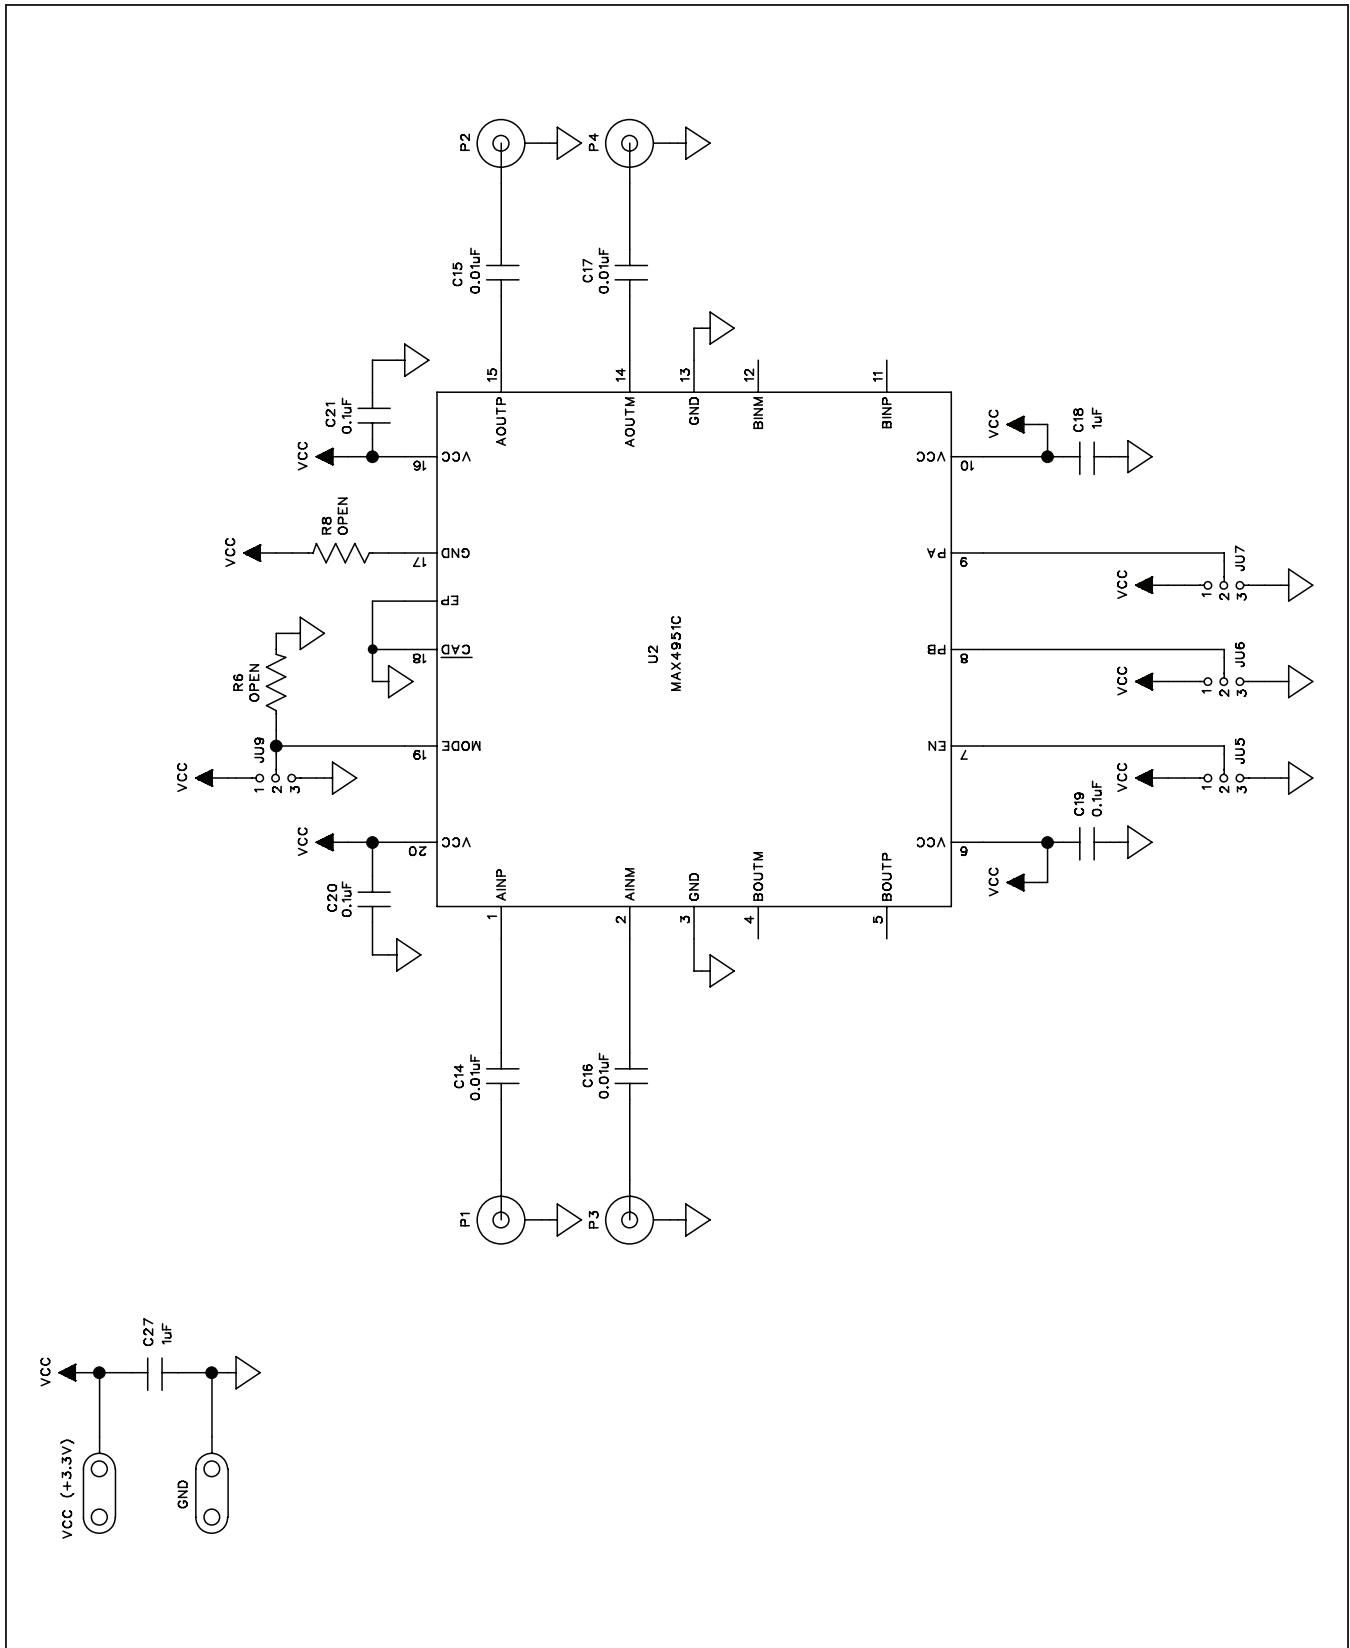 P2
P4
C15
0.01uF
C17
0.01uF
C21
0.1uF
VCC
R8
OPEN
VCC
R6
OPEN
JU9
VCC
1
2
3
VCC
C20
0.1uF
15
AOUTP
14
AOUTM
13
GND
12
BINM
11
BINP
16
VCC
17
GND
EP
18
CAD
19
MODE
20
VCC
U2
MAX4951C
10
VCC
9
PA
8
PB
7
EN
6
VCC
1
AINP
2
AINM
3
GND
4
BOUTM
5
BOUTP
VCC
C18
1uF
VCC
1
2
3
JU7
VCC
1
2
3
JU6
VCC
1
2
3
JU5
VCC
C19
0.1uF
C14
0.01uF
C16
0.01uF
P1
P3
VCC
C27
1uF
VCC (+3.3V)
GND